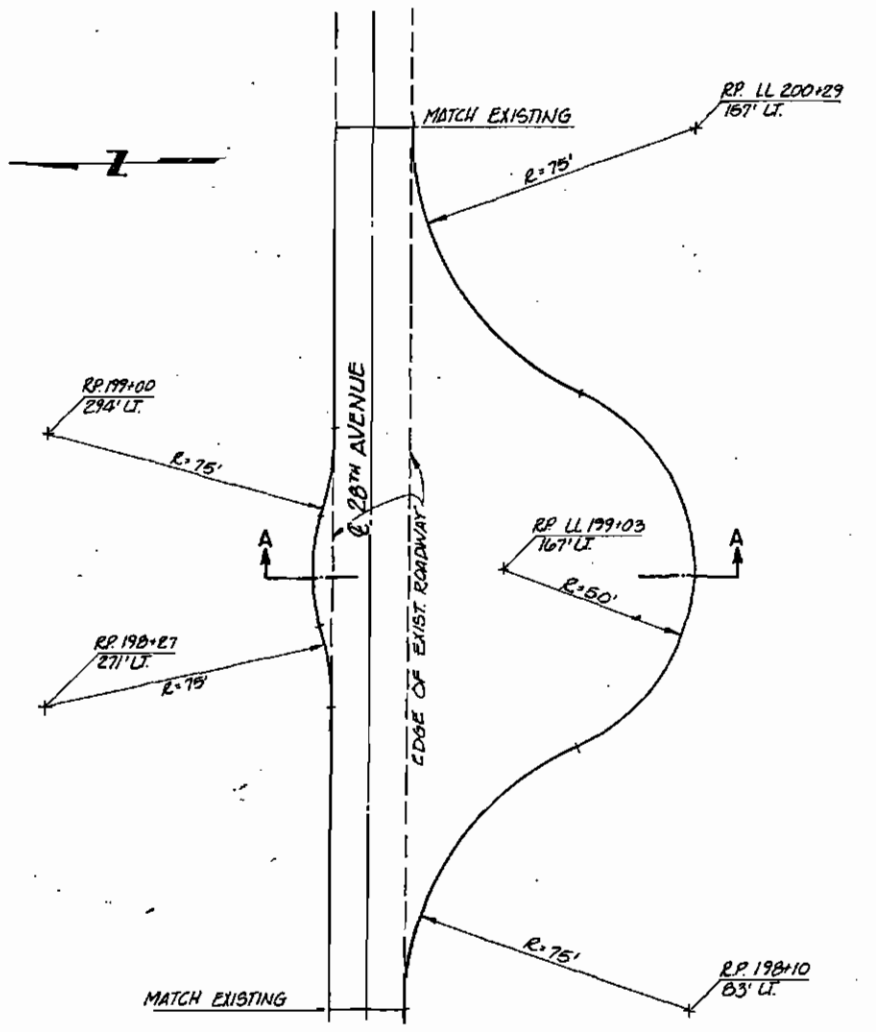 R.P. LL 200+29
157' LT.
MATCH EXISTING
R=75'
Z
R.P. 199+00
294' LT.
R=75'
℄ 28TH AVENUE
R.P. LL 199+03
167' LT.
A
A
R=50'
EDGE OF EXIST. ROADWAY
R.P. 198+27
271' LT.
R=75'
R=75'
R.P. 198+10
83' LT.
MATCH EXISTING